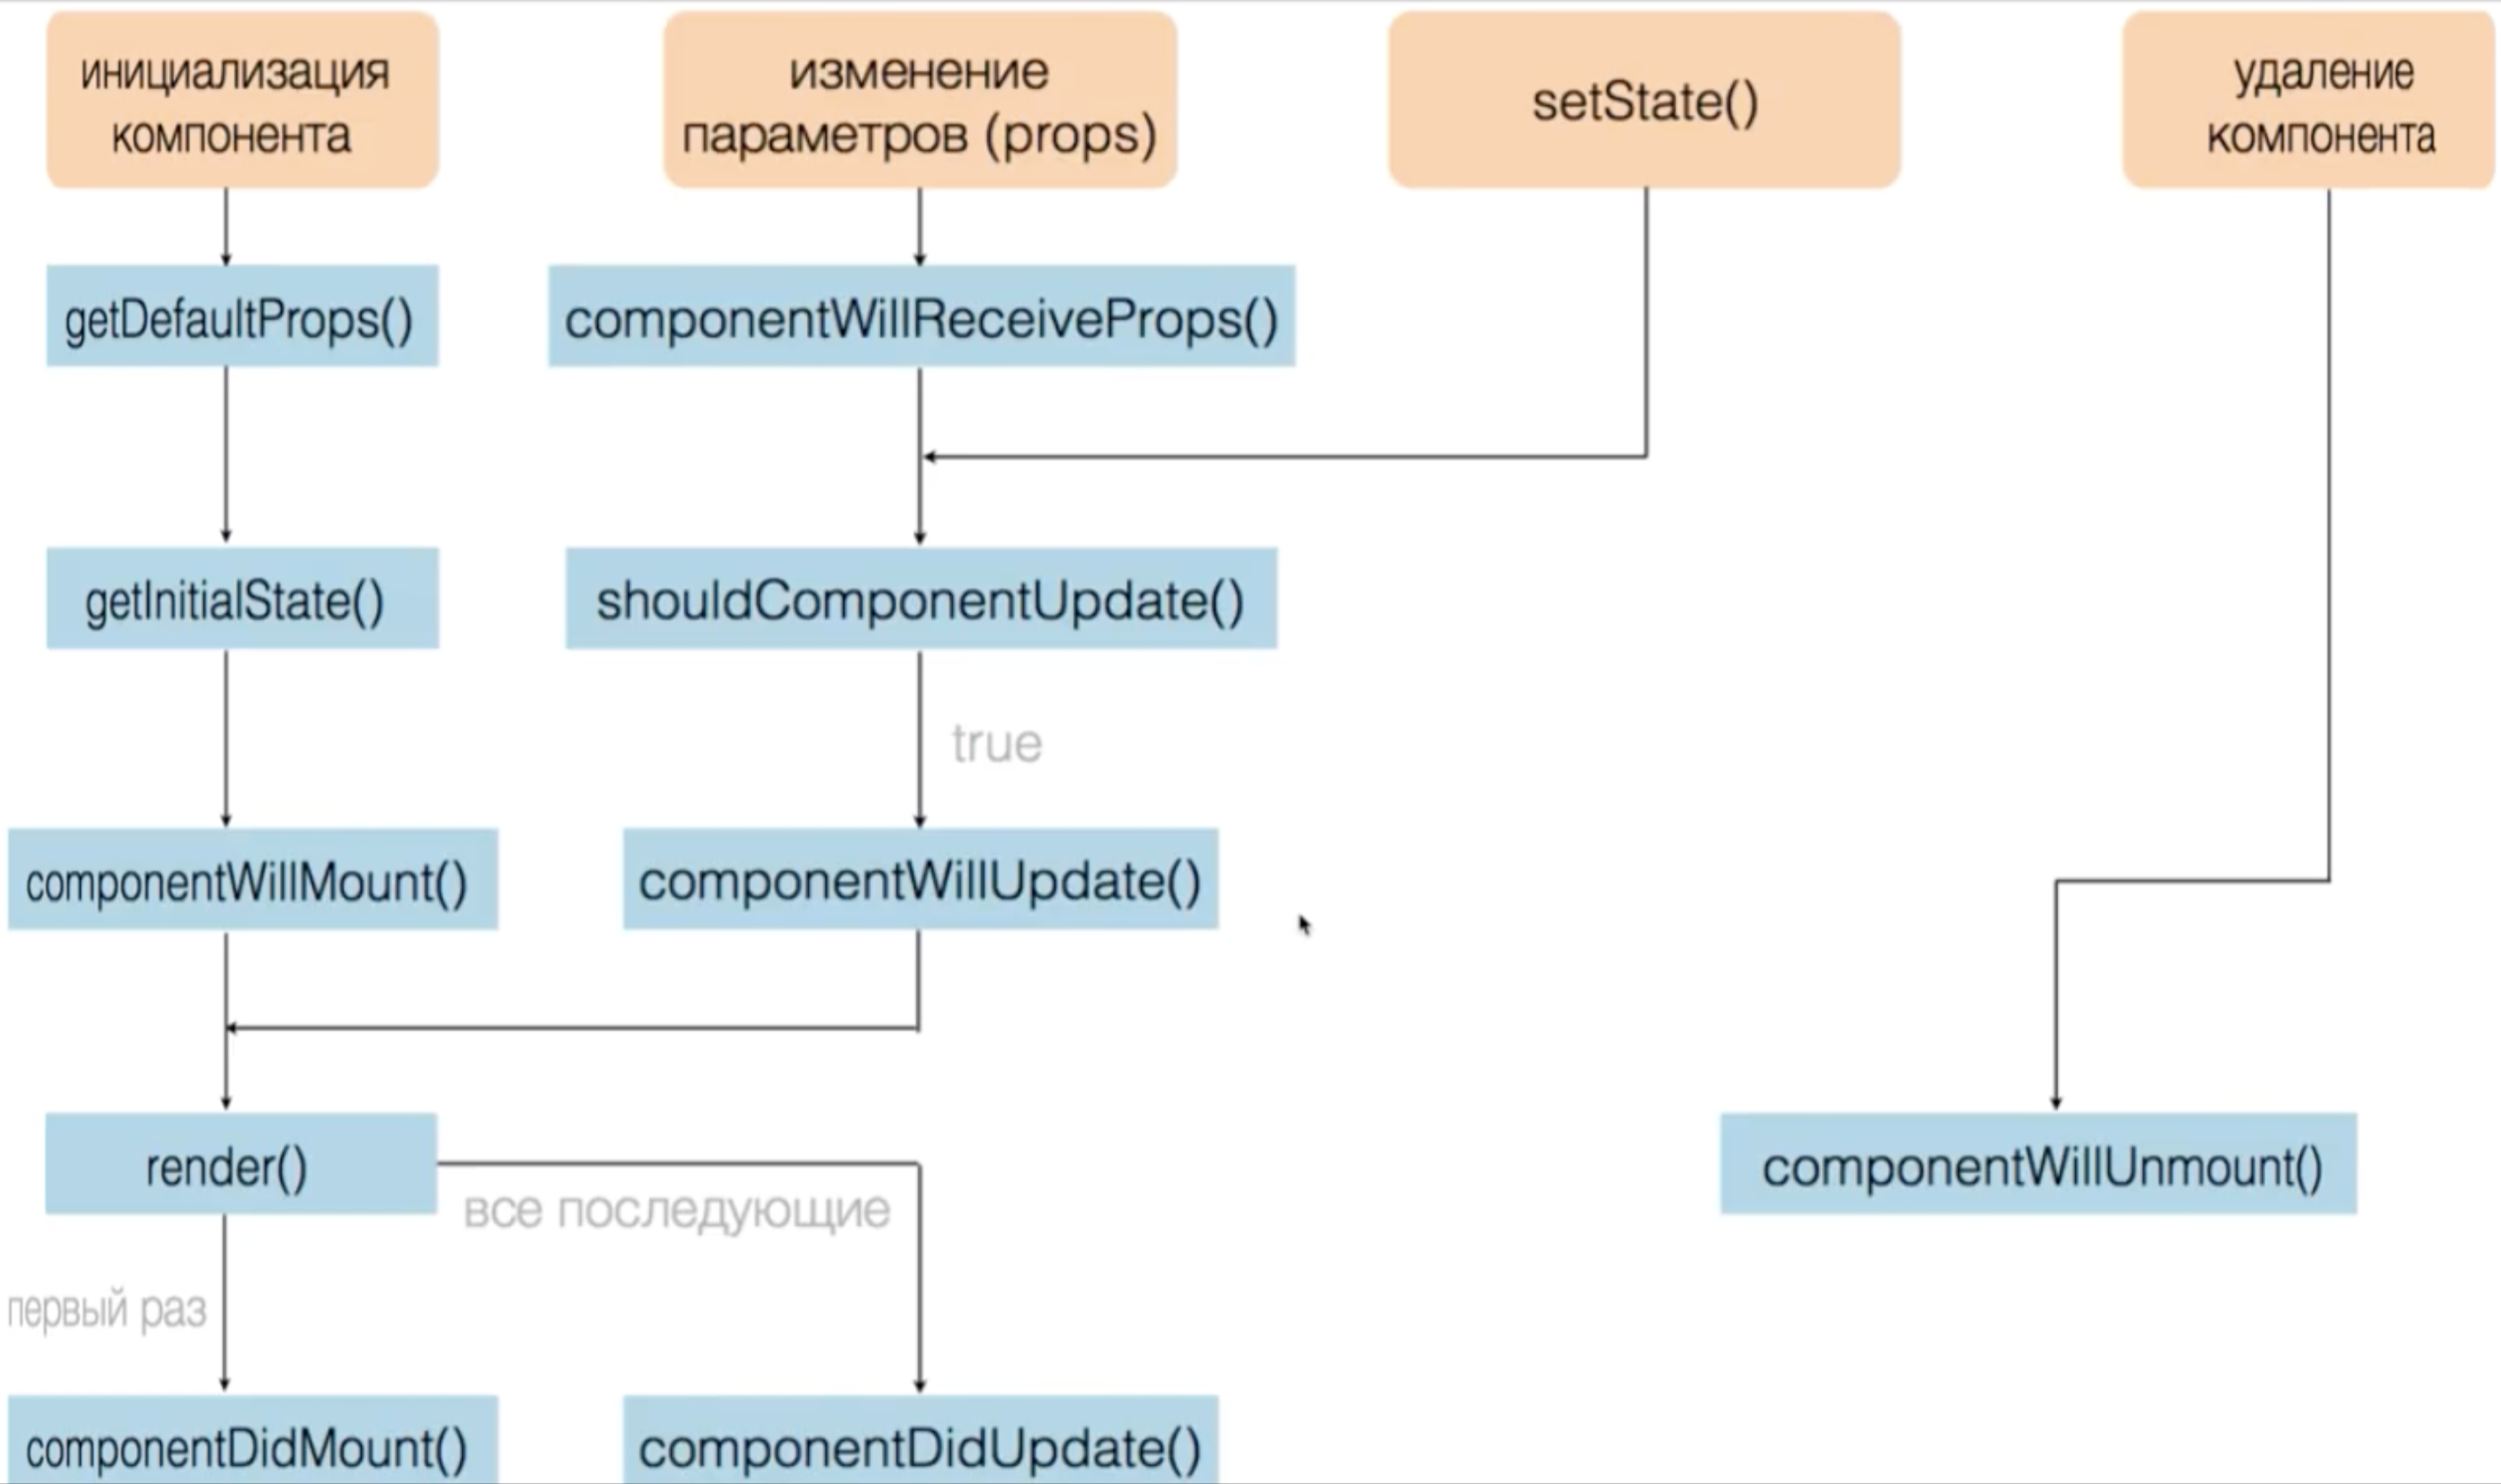 инициализация
компонента
изменение
параметров (props)
setState()
удаление
компонента
getDefaultProps()
componentWillReceiveProps()
getInitialState()
shouldComponentUpdate()
true
componentWillMount()
componentWillUpdate()
render()
componentWillUnmount()
все последующие
первый раз
componentDidMount()
componentDidUpdate()